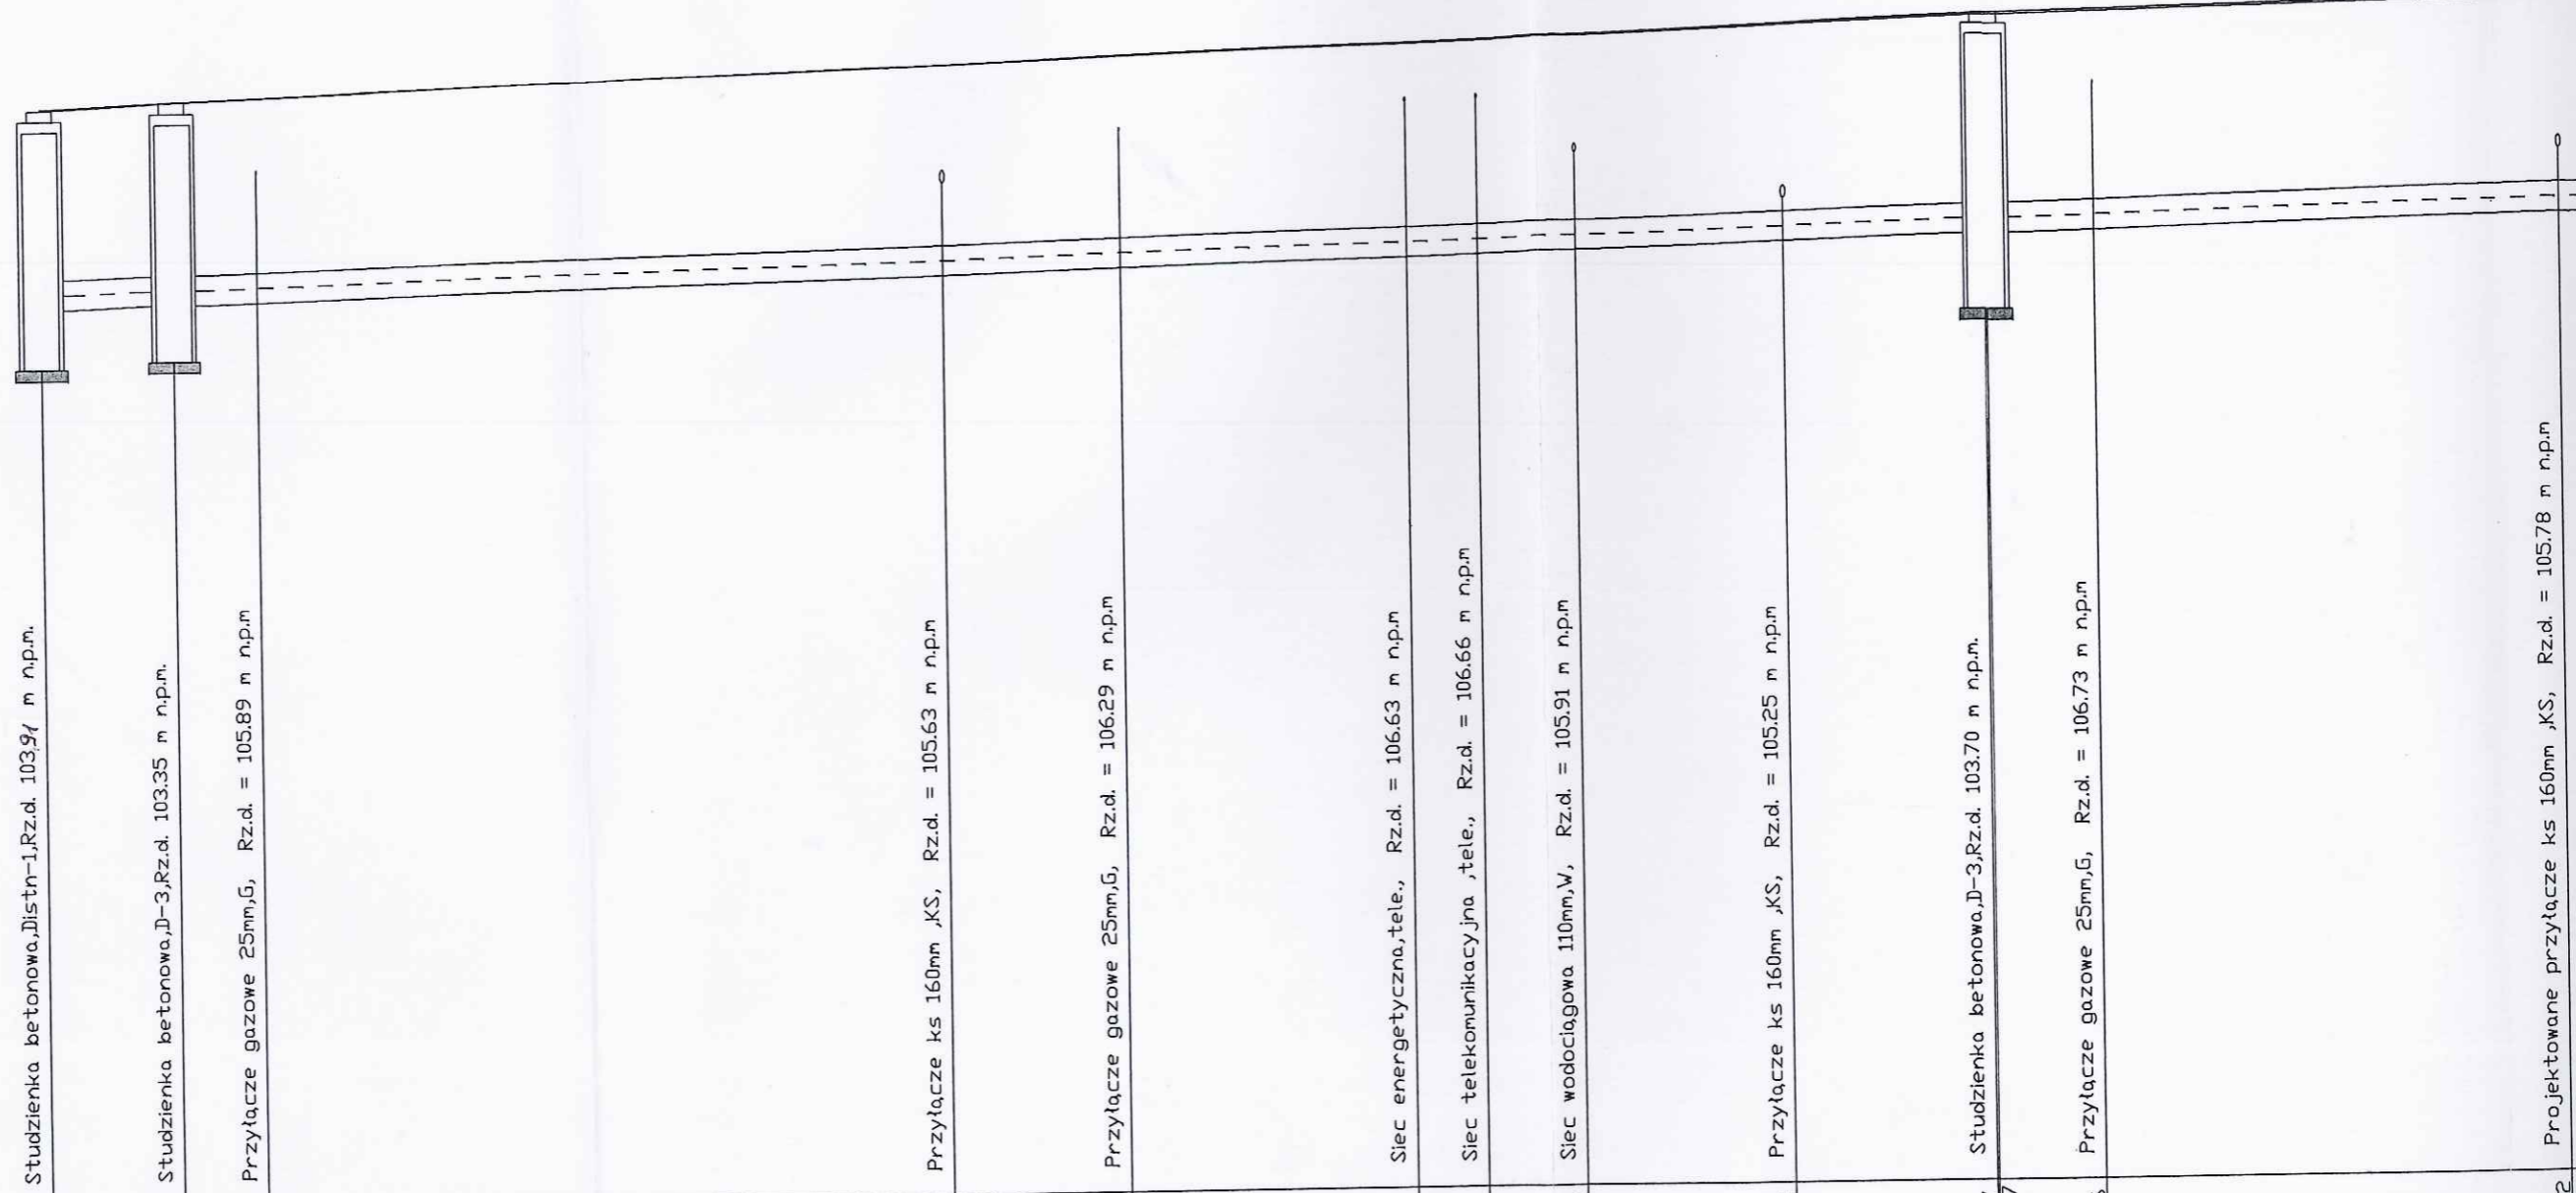 Studzienka betonowa,Distn-1,Rz.d. 103,91 m n.p.m.
Studzienka betonowa,D-3,Rz.d. 103.35 m n.p.m.
Przyłącze gazowe 25mm,G, Rz.d. = 105.89 m n.p.m
Przyłącze ks 160mm ,KS, Rz.d. = 105.63 m n.p.m
Przyłącze gazowe 25mm,G, Rz.d. = 106.29 m n.p.m
Siec energetyczna,tele., Rz.d. = 106.63 m n.p.m
Siec telekomunikacyjna ,tele., Rz.d. = 106.66 m n.p.m
Siec wodociągowa 110mm,W, Rz.d. = 105.91 m n.p.m
Przyłącze ks 160mm ,KS, Rz.d. = 105.25 m n.p.m
Studzienka betonowa,D-3,Rz.d. 103.70 m n.p.m.
Przyłącze gazowe 25mm,G, Rz.d. = 106.73 m n.p.m
Projektowane przyłącze ks 160mm ,KS, Rz.d. = 105.78 m n.p.m